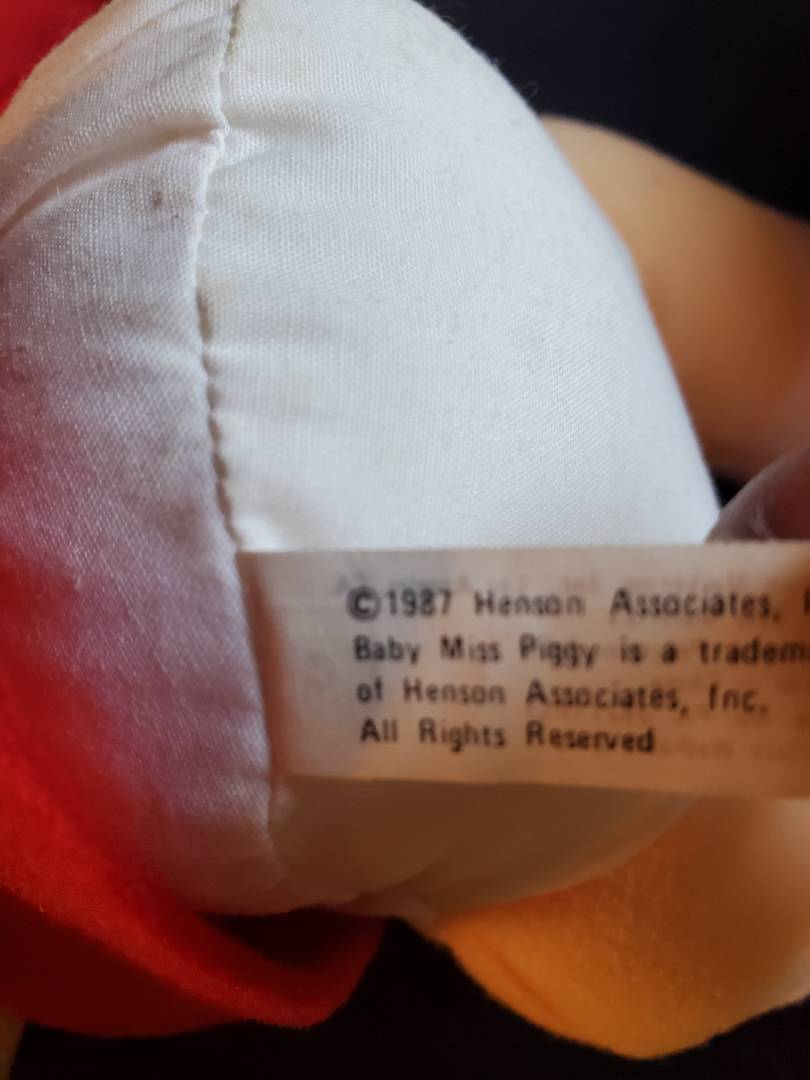 ©1987 Henson Associates,
Baby Miss Piggy is a tradem
of Henson Associates, Inc.
All Rights Reserved